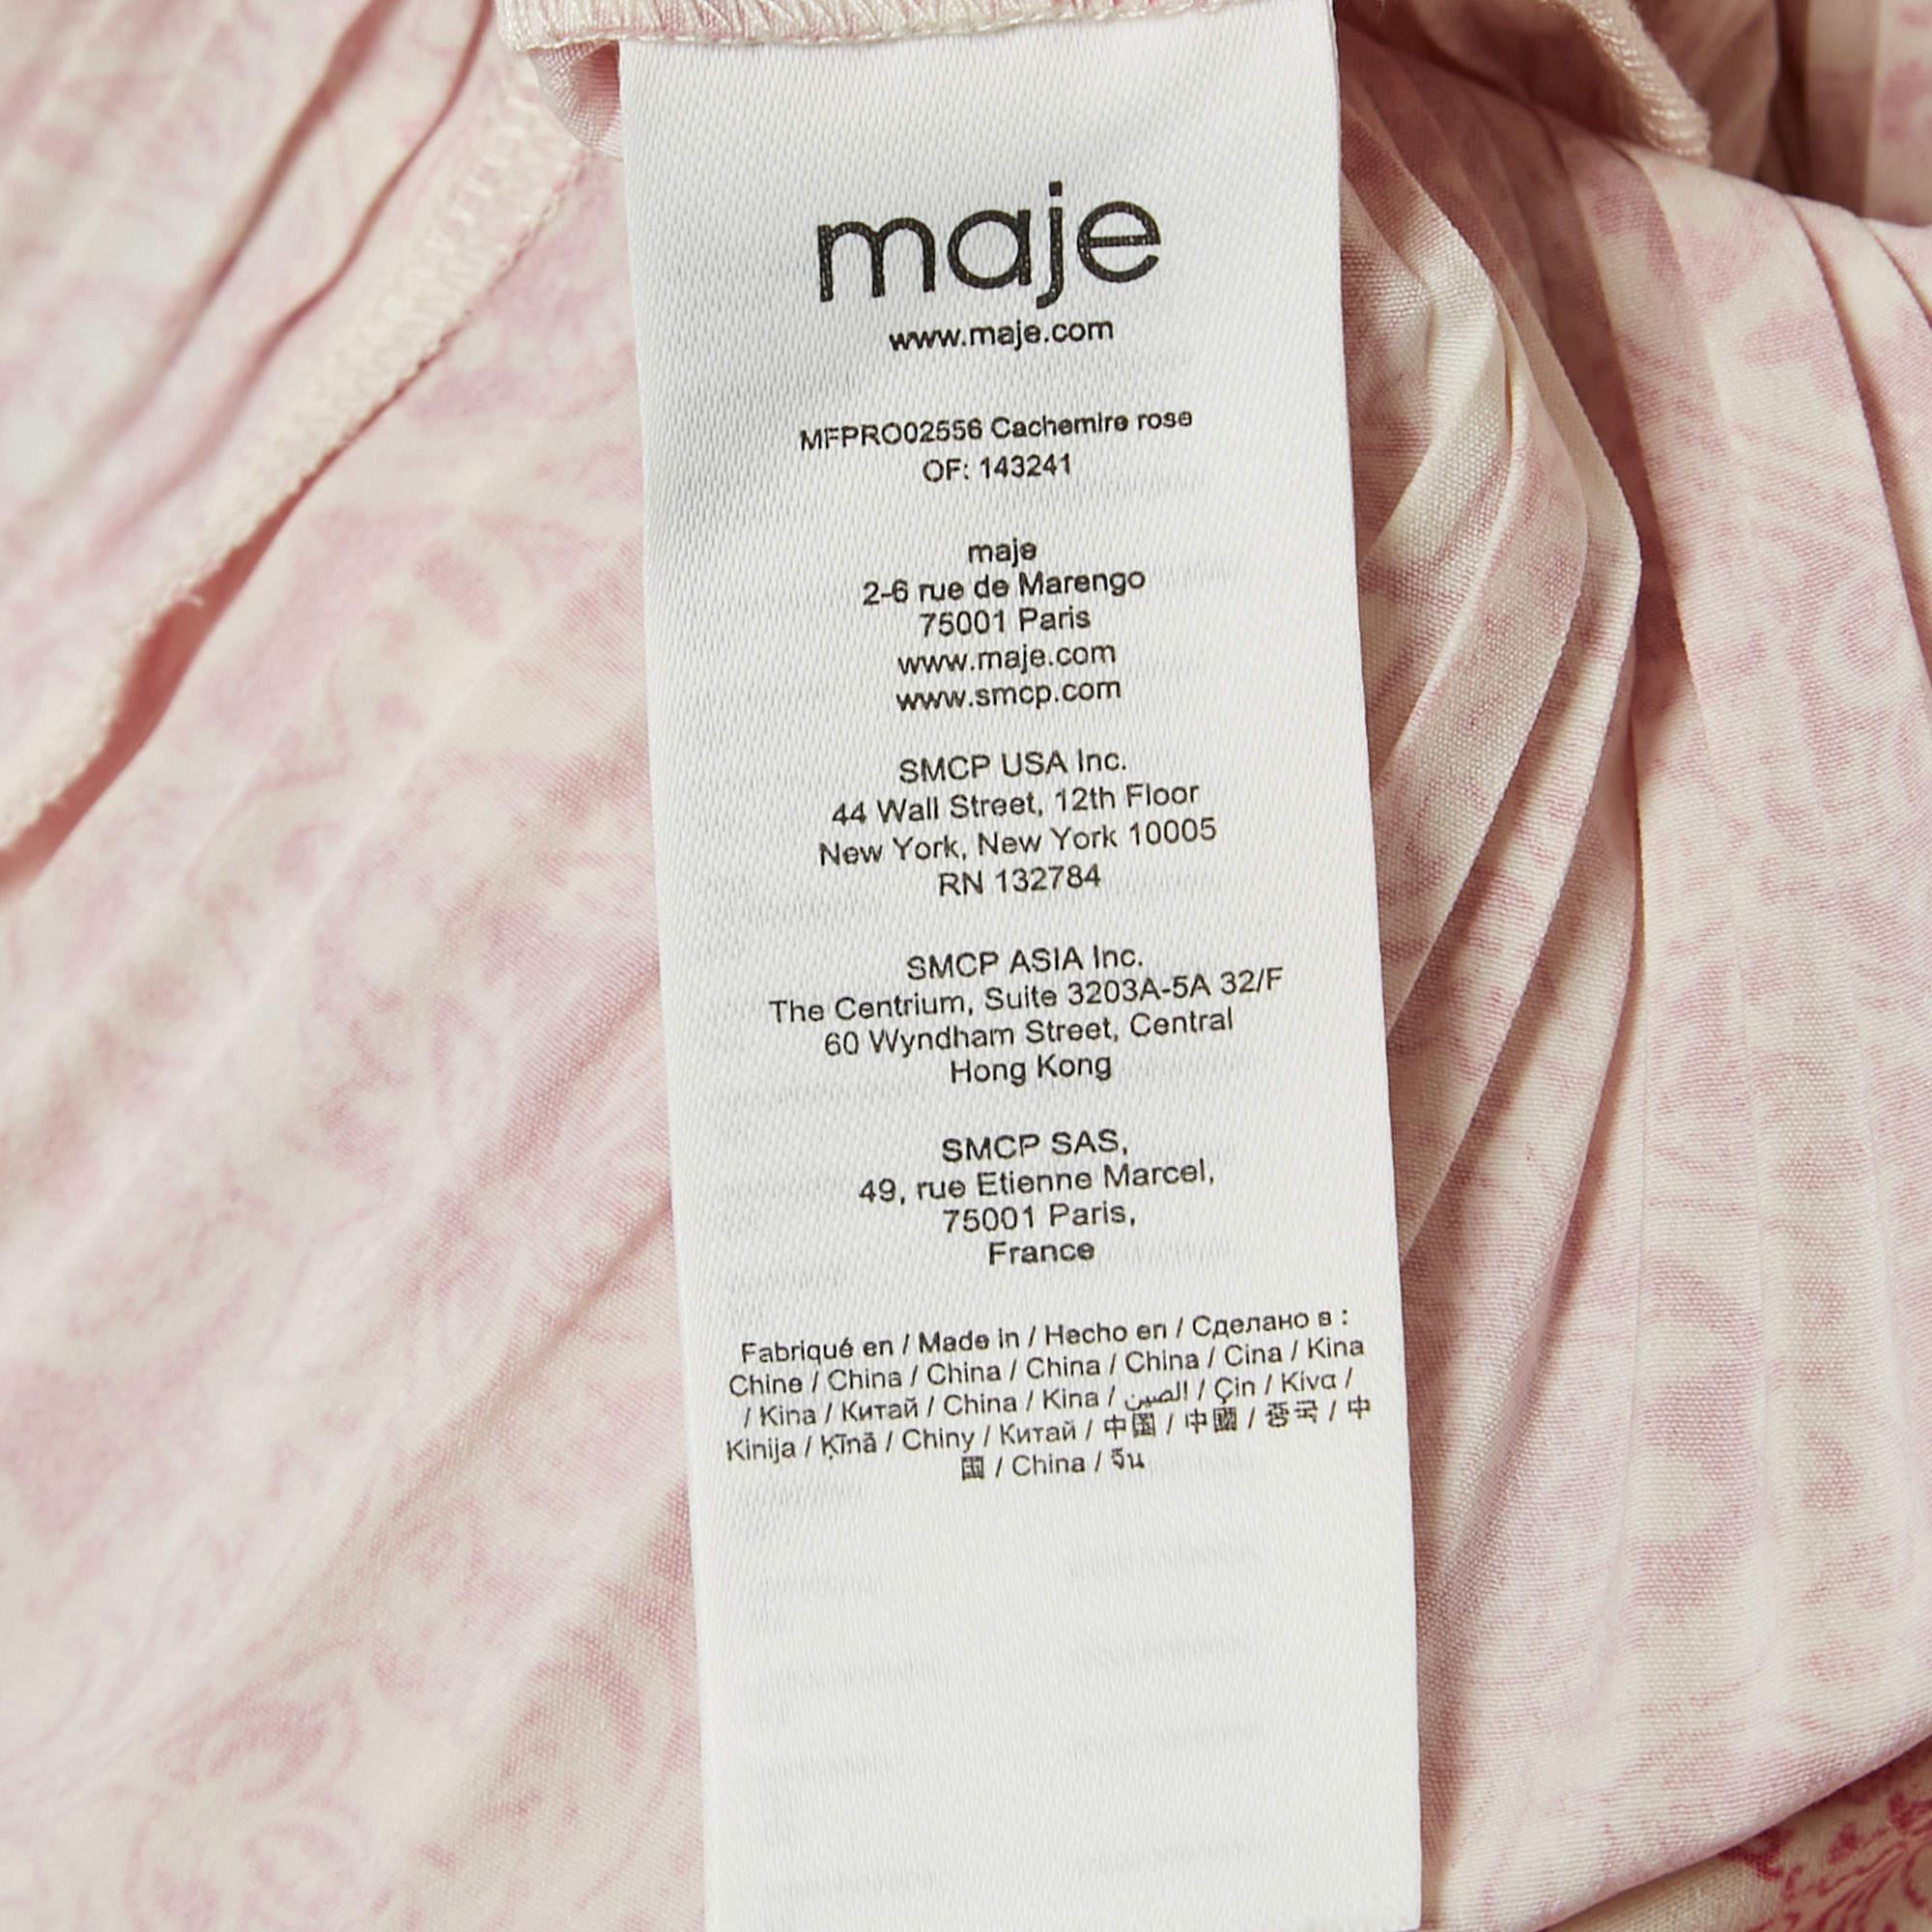 maje
www.maje.com
MFPRO02556 Cachemire rose
OF: 143241
maje
2-6 rue de Marengo
75001 Paris
www.maje.com
www.smcp.com
SMCP USA Inc.
44 Wall Street, 12th Floor
New York, New York 10005
RN 132784
SMCP ASIA Inc.
The Centrium, Suite 3203A-5A 32/F
60 Wyndham Street, Central
Hong Kong
SMCP SAS,
49, rue Etienne Marcel,
75001 Paris,
France
Fabriqué en / Made in / Hecho en / Сделано в :
Chine / China / China / China / China / Cina / Kina
/ Kina / Китай / China / Kina / الصين / Çin / Kίνα /
Kinija / Ķīnā / Chiny / Китай / 中国 / 中國 / 중국 / 中
国 / China / จีน